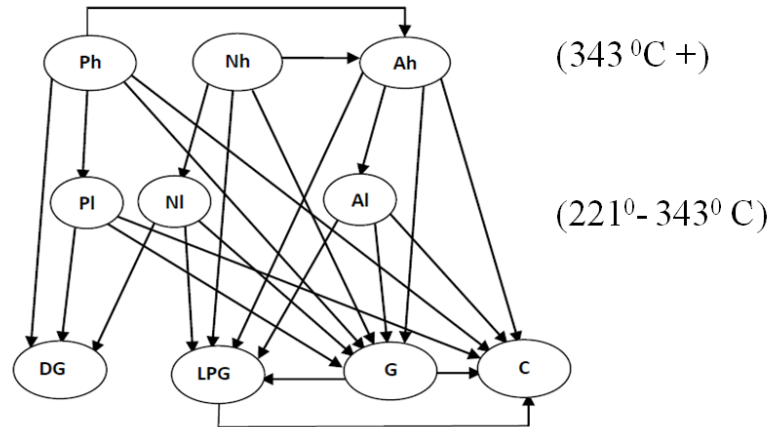 Ph Nh Ah (343 ⁰C +)
Pl Nl Al (221⁰- 343⁰ C)
DG LPG G C